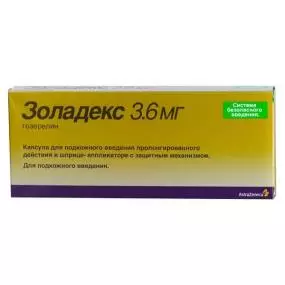 Золадекс 3.6 мг
гозерелин
Система
безопасного
введения.
Капсула для подкожного введения пролонгированного
действия в шприце-аппликаторе с защитным механизмом.
Для подкожного введения.
AstraZeneca